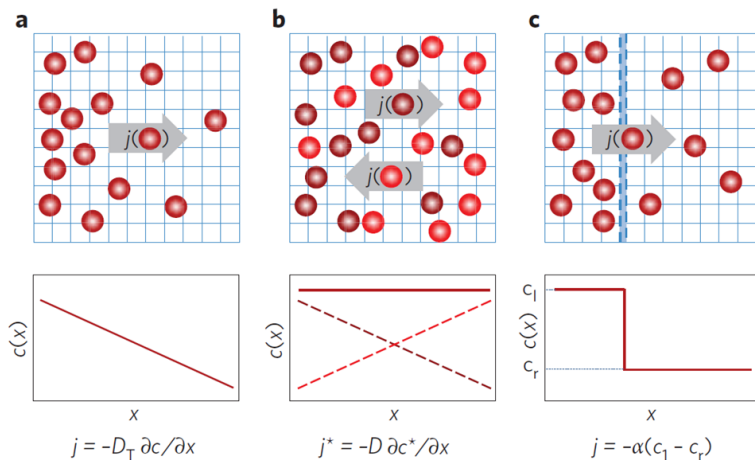 a
b
c
j( )
j( )
j( )
j( )
c(x)
x
c(x)
x
c(x)
c_l
c_r
x
j = –D_T ∂c/∂x
j* = –D ∂c*/∂x
j = –α(c_l – c_r)